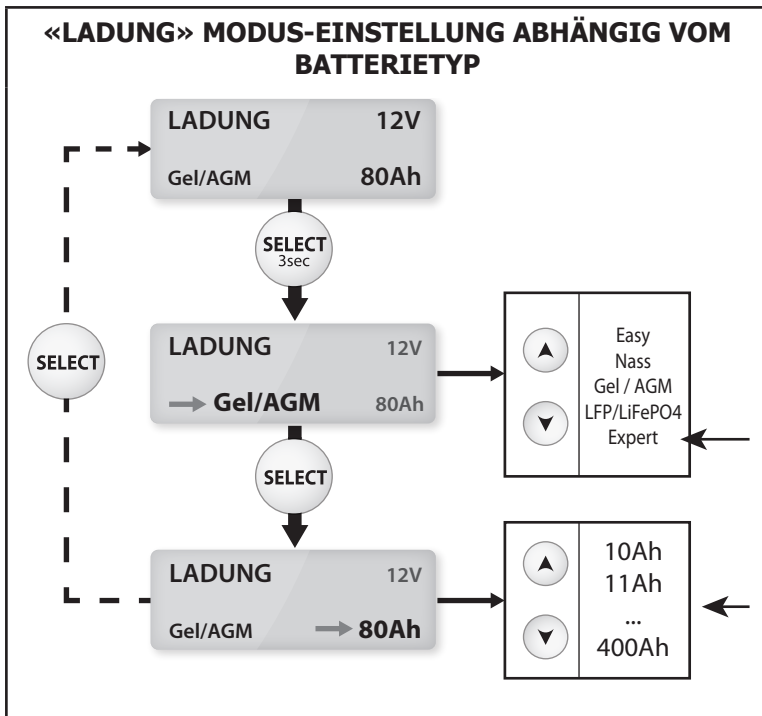 «LADUNG» MODUS-EINSTELLUNG ABHÄNGIG VOM
BATTERIETYP
LADUNG 12V
Gel/AGM 80Ah
SELECT
3sec
LADUNG 12V
Gel/AGM 80Ah
Easy
Nass
Gel / AGM
LFP/LiFePO4
Expert
SELECT
SELECT
LADUNG 12V
Gel/AGM 80Ah
10Ah
11Ah
...
400Ah